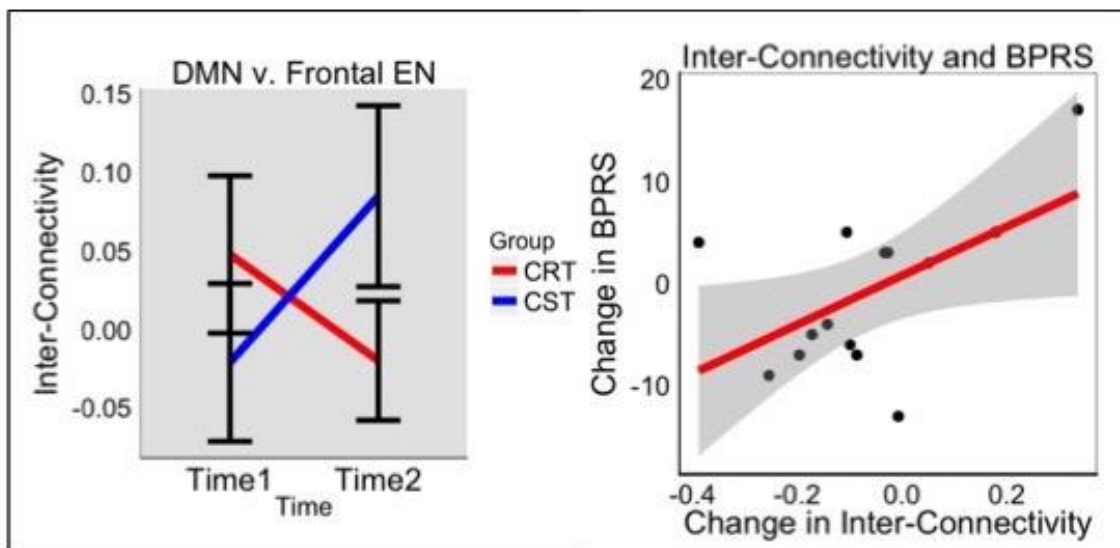 DMN v. Frontal EN
Inter-Connectivity
0.15
0.10
0.05
0.00
-0.05
Time1 Time2
Time
Group
CRT
CST
Inter-Connectivity and BPRS
Change in BPRS
20
10
0
-10
-0.4 -0.2 0.0 0.2
Change in Inter-Connectivity